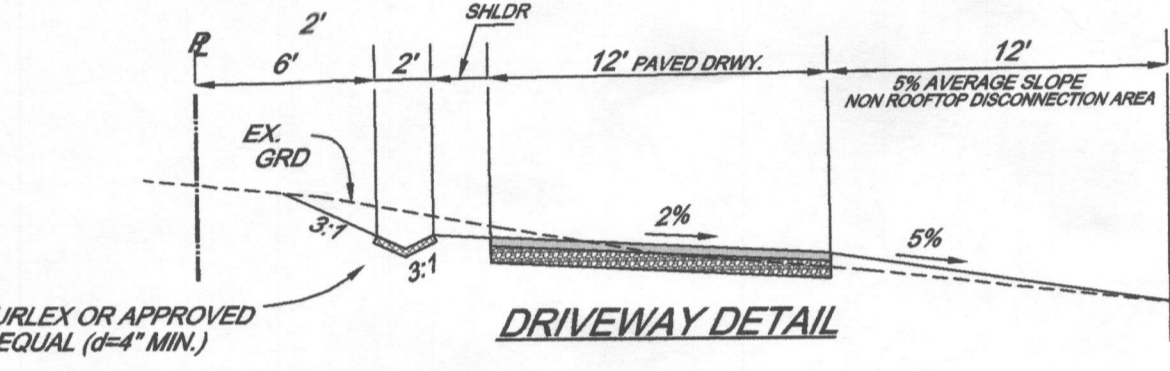 SHLDR
2'
PL
6'
2'
12' PAVED DRWY.
12'
5% AVERAGE SLOPE
NON ROOFTOP DISCONNECTION AREA
EX.
GRD
3:1
2%
5%
3:1
URLEX OR APPROVED
EQUAL (d=4" MIN.)
DRIVEWAY DETAIL